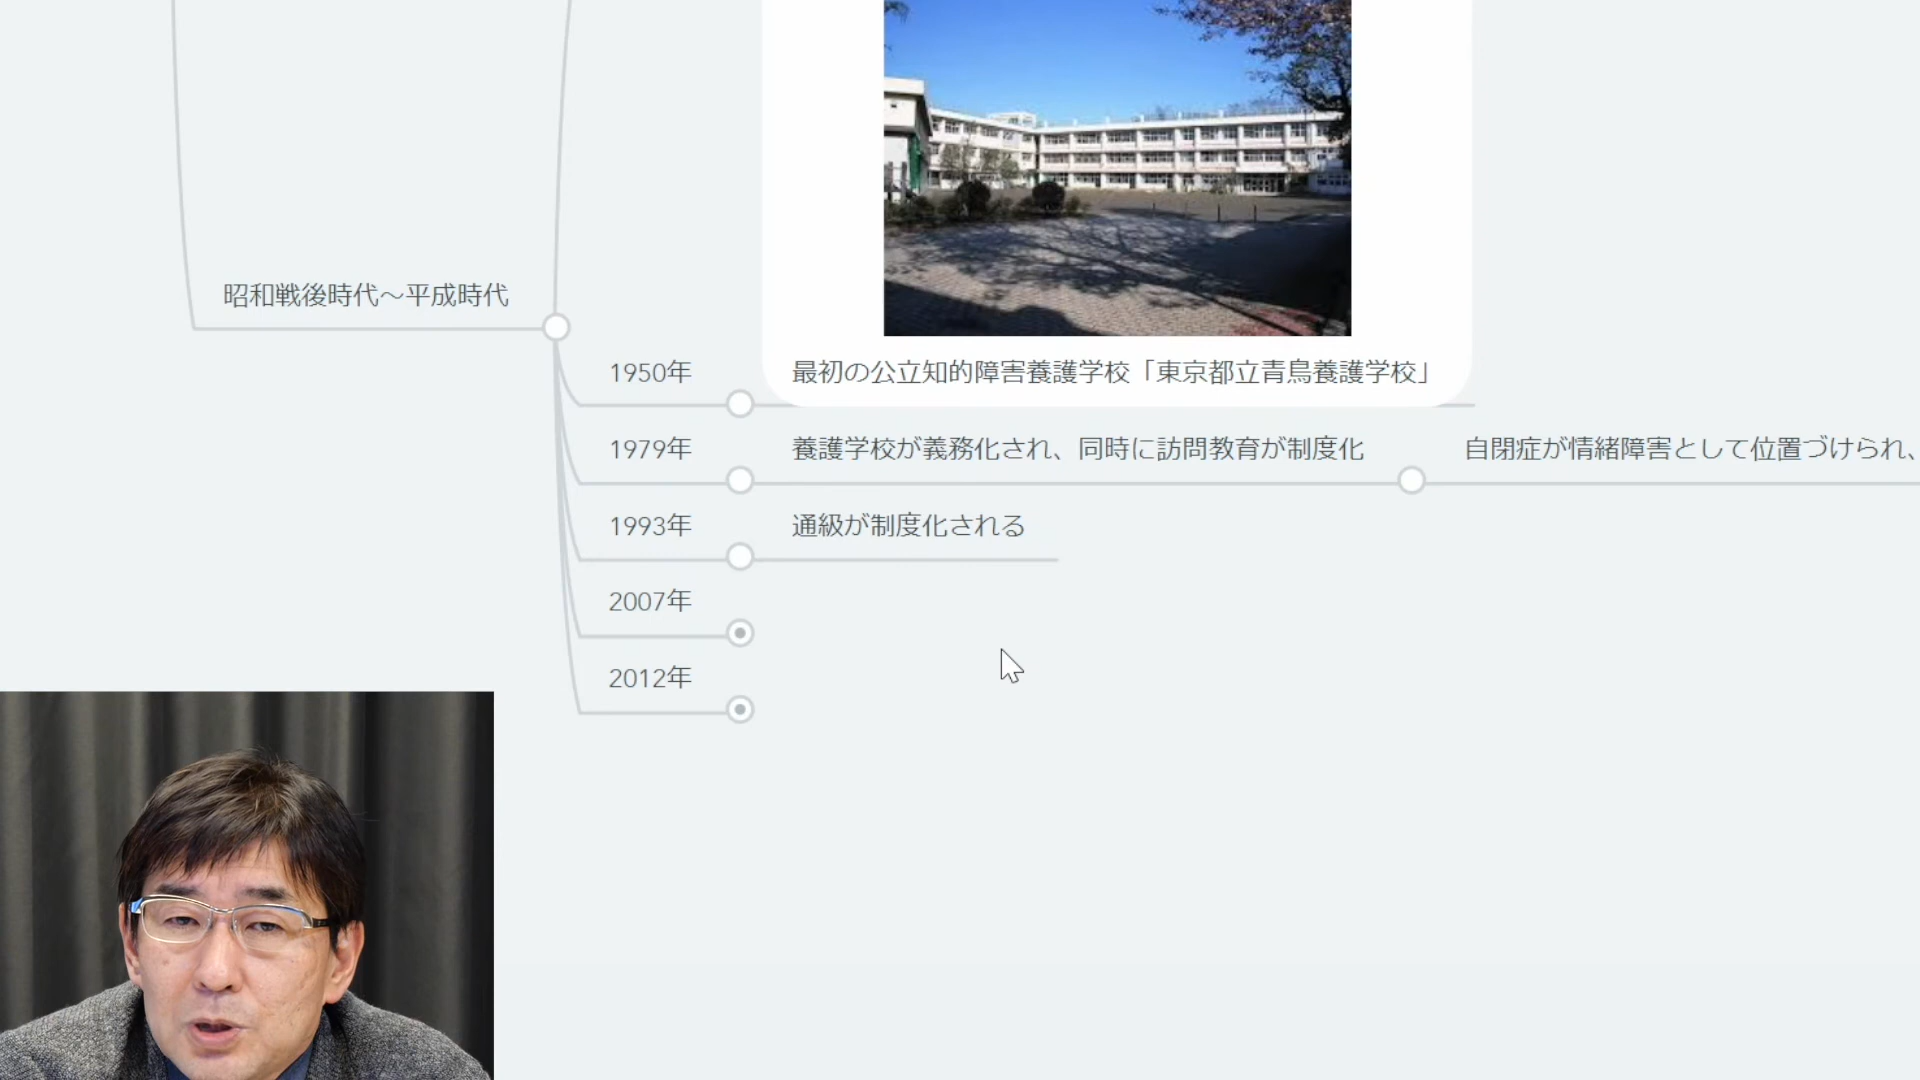 昭和戦後時代～平成時代
1950年
最初の公立知的障害養護学校「東京都立青鳥養護学校」
1979年
養護学校が義務化され、同時に訪問教育が制度化
自閉症が情緒障害として位置づけられ、
1993年
通級が制度化される
2007年
2012年